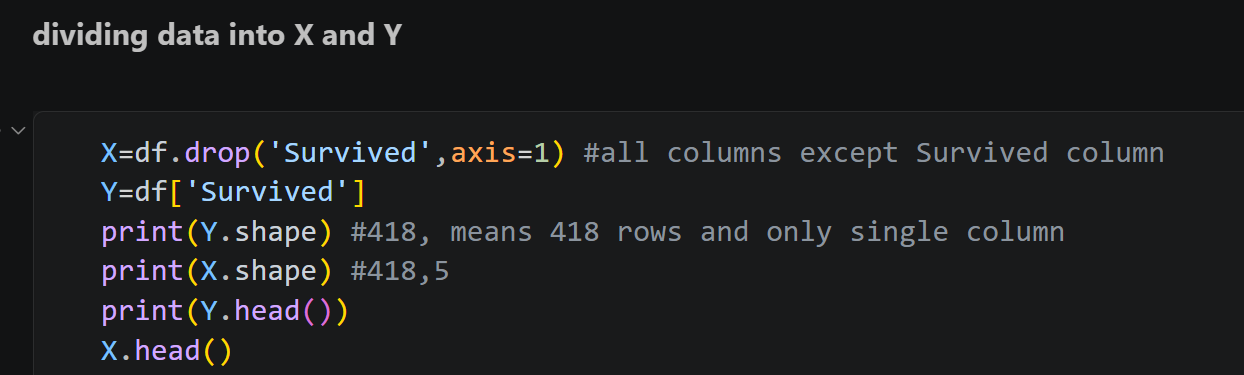 dividing data into X and Y
X=df.drop('Survived',axis=1) #all columns except Survived column
Y=df['Survived']
print(Y.shape) #418, means 418 rows and only single column
print(X.shape) #418,5
print(Y.head())
X.head()